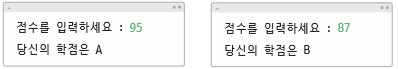 점수를 입력하세요 : 95
당신의 학점은 A
점수를 입력하세요 : 87
당신의 학점은 B